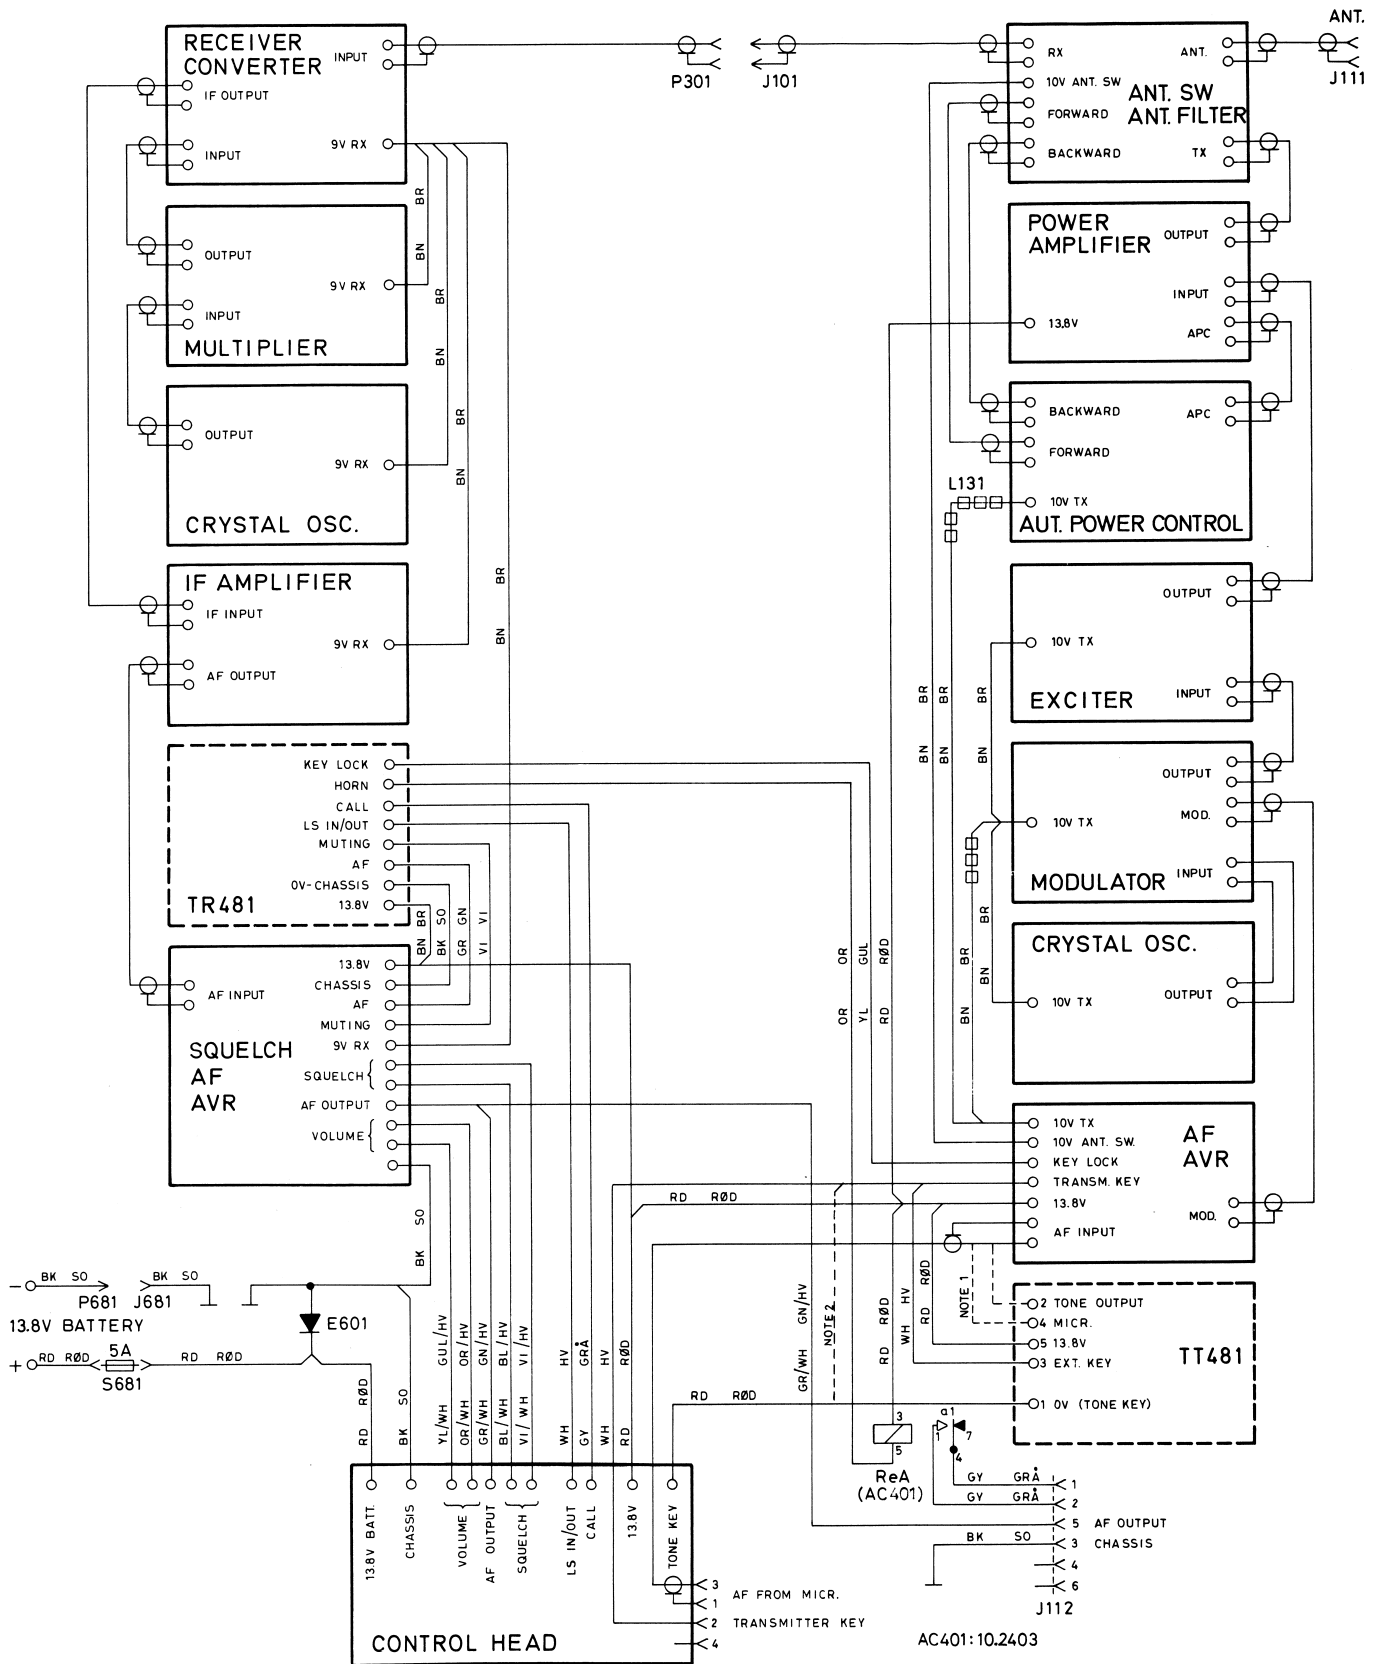 RECEIVER
CONVERTER
INPUT
IF OUTPUT
INPUT
9V RX
P301
J101
ANT.
J111
RX
10V ANT. SW
FORWARD
BACKWARD
ANT.
ANT. SW
ANT. FILTER
TX
BR
BN
OUTPUT
INPUT
9V RX
MULTIPLIER
BR
BN
POWER
AMPLIFIER
OUTPUT
INPUT
13.8V
APC
OUTPUT
9V RX
CRYSTAL OSC.
BR
BN
BACKWARD
FORWARD
APC
L131
10V TX
AUT. POWER CONTROL
IF AMPLIFIER
IF INPUT
9V RX
AF OUTPUT
BR
BN
OUTPUT
10V TX
INPUT
EXCITER
BR
BN
BR
BN
BR
BN
KEY LOCK
HORN
CALL
LS IN/OUT
MUTING
AF
0V-CHASSIS
13.8V
TR481
OUTPUT
10V TX
MOD.
INPUT
MODULATOR
BN BR
BK SO
GR GN
VI VI
13.8V
CHASSIS
AF
MUTING
9V RX
SQUELCH
AF OUTPUT
VOLUME
AF INPUT
SQUELCH
AF
AVR
OR OR
YL GUL
RD RØD
BN BR
BN BR
CRYSTAL OSC.
10V TX
OUTPUT
10V TX
10V ANT. SW.
KEY LOCK
TRANSM. KEY
13.8V
AF INPUT
AF
AVR
MOD.
RD RØD
BK SO
- BK SO
P681 J681
BK SO
13.8V BATTERY
E601
+ RD RØD
5A
S681
RD RØD
2 TONE OUTPUT
4 MICR.
5 13.8V
3 EXT. KEY
1 0V (TONE KEY)
TT481
NOTE 1
NOTE 2
RD RØD
WH HV
RD RØD
GR/WH GN/HV
RD RØD
RD RØD
BK SO
YL/WH GUL/HV
OR/WH OR/HV
GR/WH GN/HV
BL/WH BL/HV
VI/WH VI/HV
WH HV
GY GRÅ
WH HV
RD RØD
3
5
ReA
(AC401)
a1
1
7
4
GY GRÅ
1
GY GRÅ
2
5 AF OUTPUT
BK SO
3 CHASSIS
4
6
J112
13.8V BATT.
CHASSIS
VOLUME
AF OUTPUT
SQUELCH
LS IN/OUT
CALL
13.8V
TONE KEY
3
1
AF FROM MICR.
2 TRANSMITTER KEY
4
CONTROL HEAD
AC401:10.2403